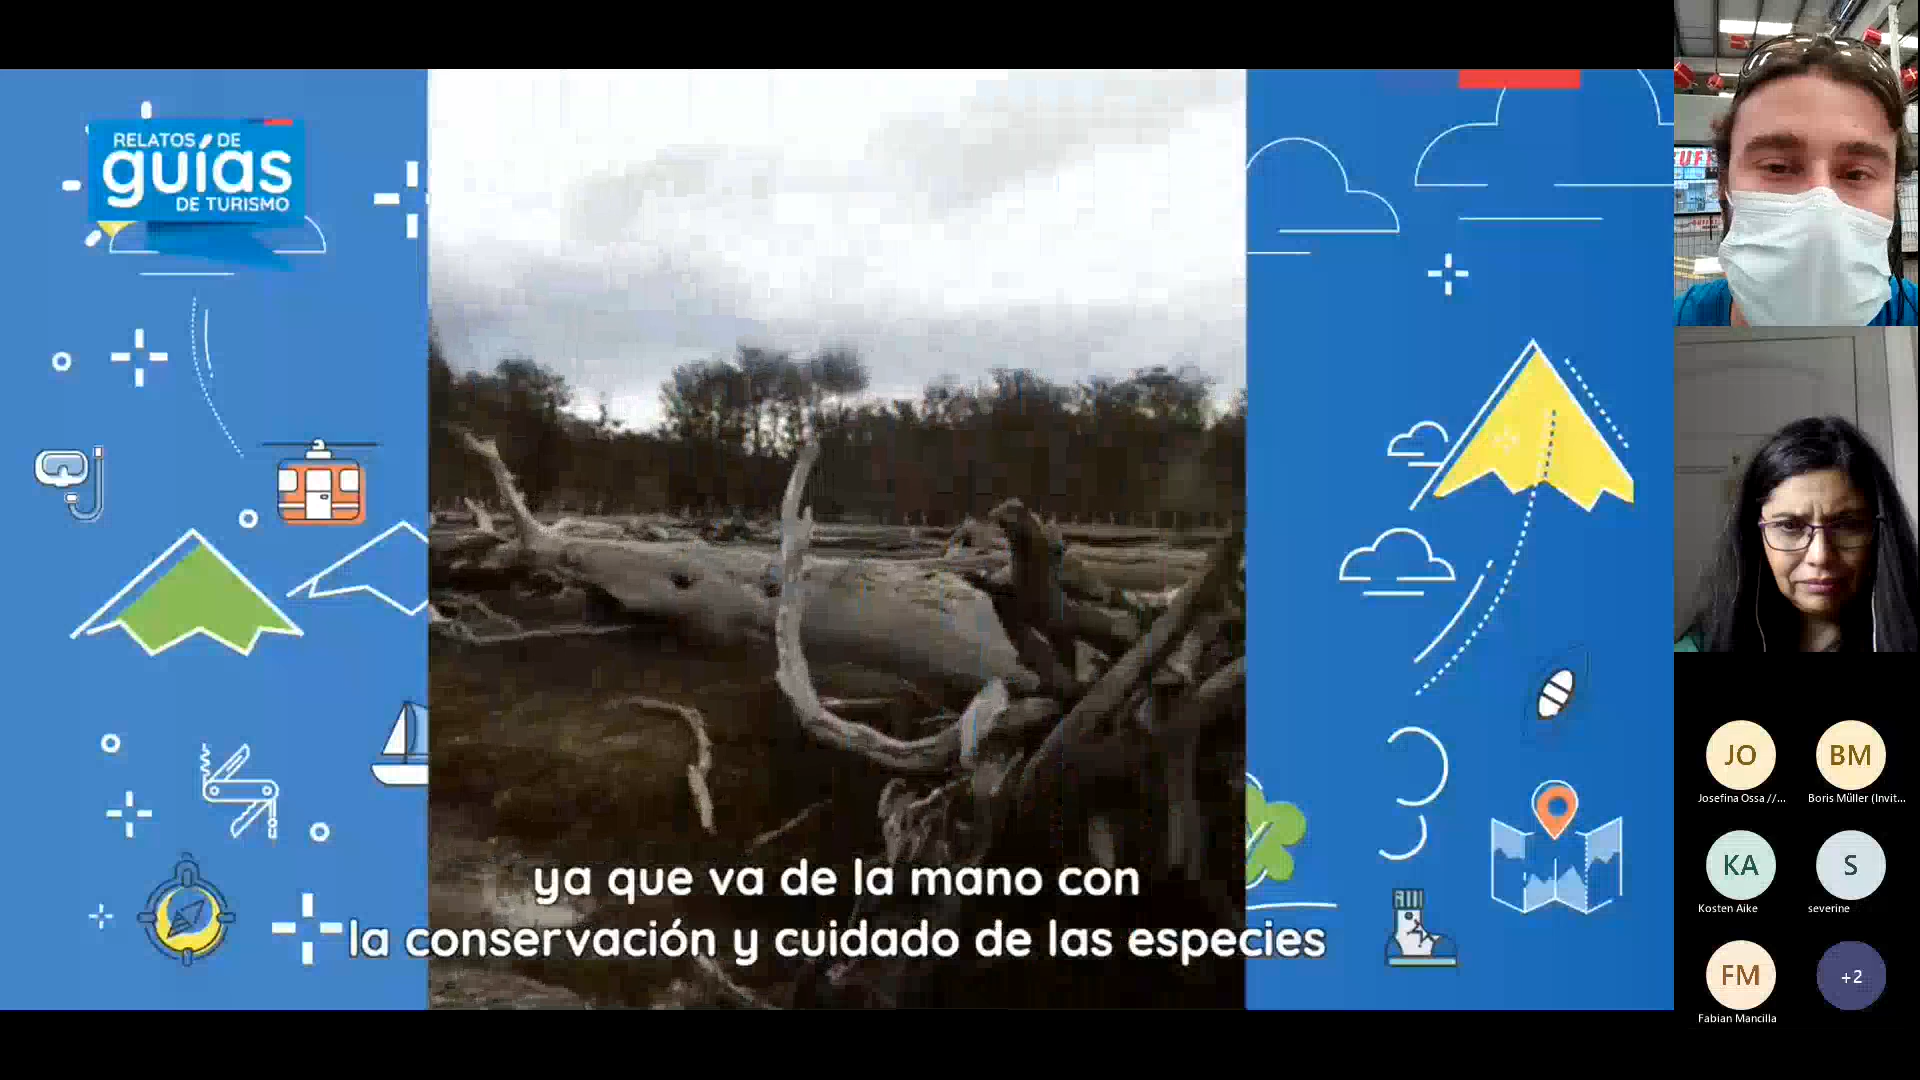 RELATOS DE
guías
DE TURISMO
ya que va de la mano con
la conservación y cuidado de las especies
JO
Josefina Ossa //...
BM
Boris Müller (Invit...
KA
Kosten Aike
S
severine
FM
Fabian Mancilla
+2